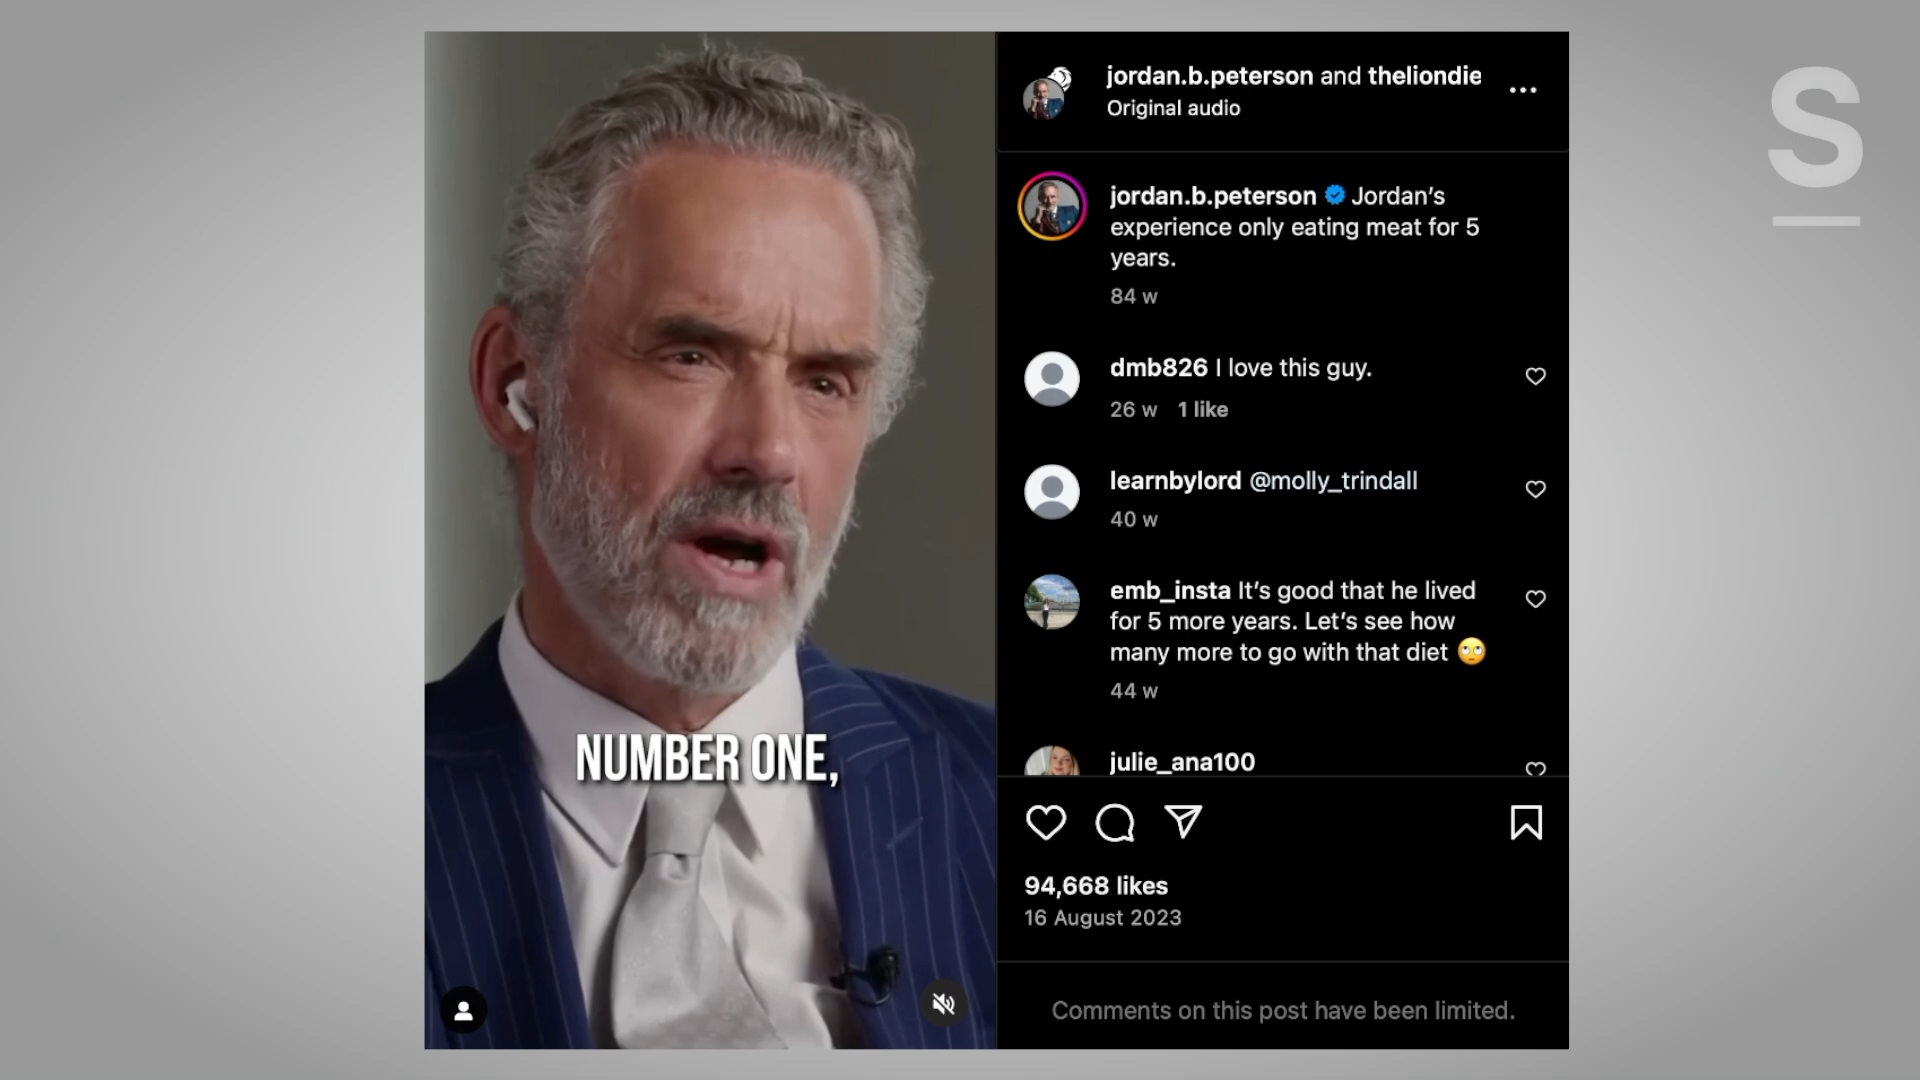 S
jordan.b.peterson and theliondie
Original audio
jordan.b.peterson Jordan’s
experience only eating meat for 5
years.
84 w
dmb826 I love this guy.
26 w 1 like
learnbylord @molly_trindall
40 w
emb_insta It’s good that he lived
for 5 more years. Let’s see how
many more to go with that diet 🙄
44 w
julie_ana100
NUMBER ONE,
94,668 likes
16 August 2023
Comments on this post have been limited.